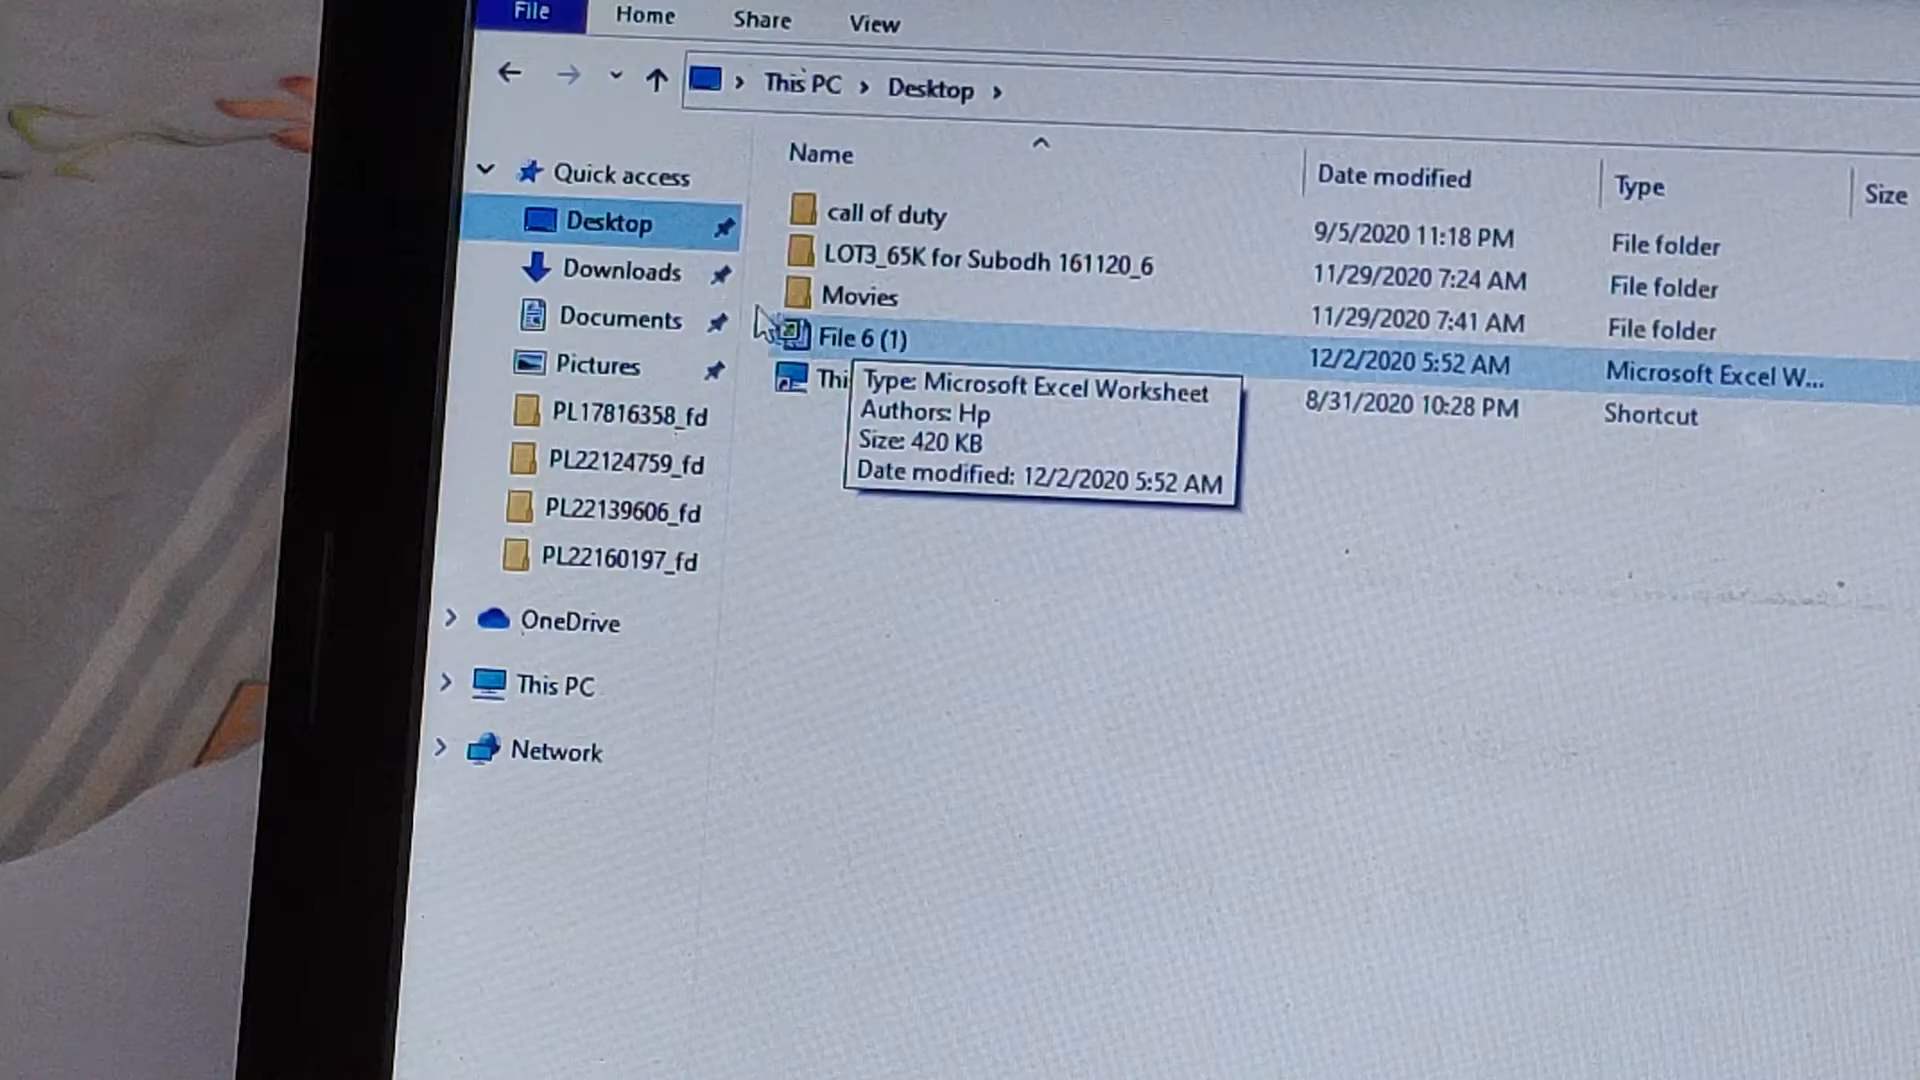 File Home Share View
This PC > Desktop >
Name Date modified Type Size
Quick access
Desktop
Downloads
Documents
Pictures
PL17816358_fd
PL22124759_fd
PL22139606_fd
PL22160197_fd
OneDrive
This PC
Network
call of duty 9/5/2020 11:18 PM File folder
LOT3_65K for Subodh 161120_6 11/29/2020 7:24 AM File folder
Movies 11/29/2020 7:41 AM File folder
File 6 (1) 12/2/2020 5:52 AM Microsoft Excel W...
Thi 8/31/2020 10:28 PM Shortcut
Type: Microsoft Excel Worksheet
Authors: Hp
Size: 420 KB
Date modified: 12/2/2020 5:52 AM